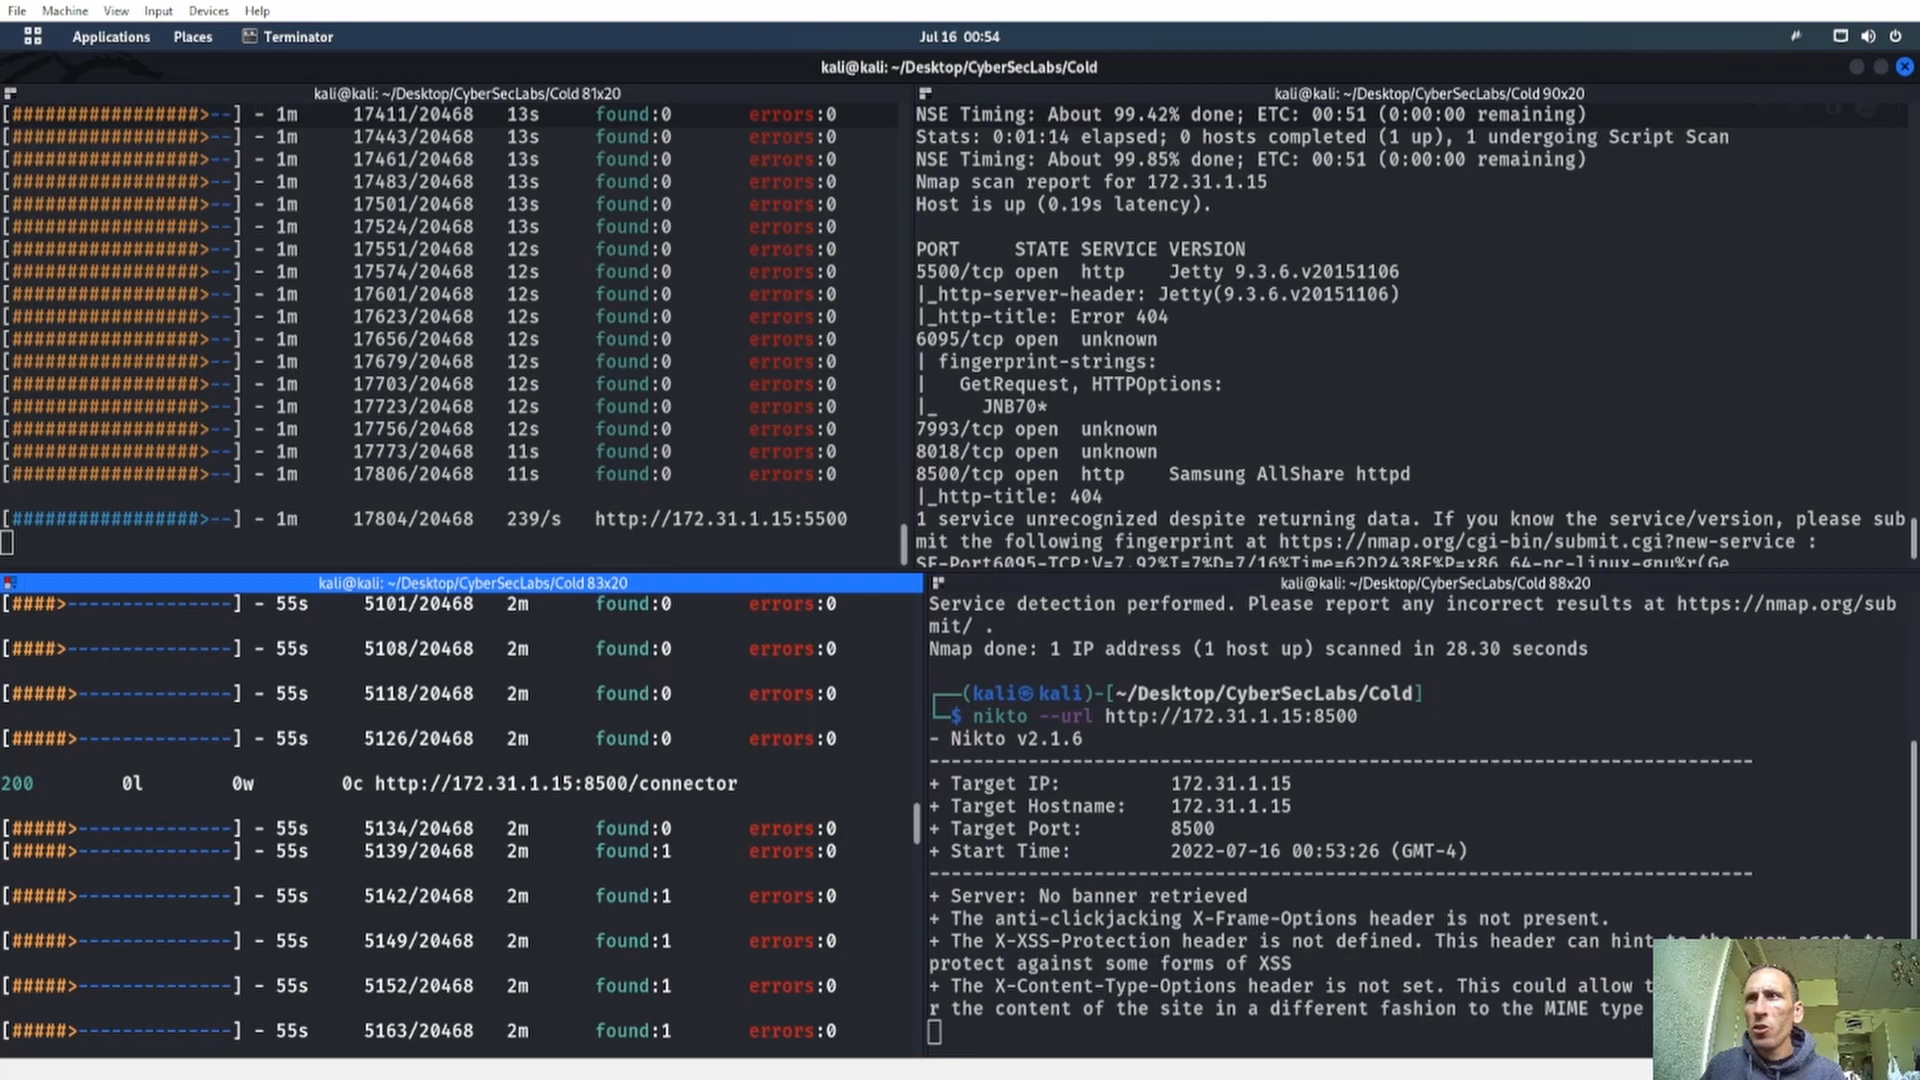 File Machine View Input Devices Help
Applications Places Terminator Jul 16 00:54
kali@kali: ~/Desktop/CyberSecLabs/Cold
kali@kali: ~/Desktop/CyberSecLabs/Cold 81x20
[#################>--] - 1m 17411/20468 13s found:0 errors:0
[#################>--] - 1m 17443/20468 13s found:0 errors:0
[#################>--] - 1m 17461/20468 13s found:0 errors:0
[#################>--] - 1m 17483/20468 13s found:0 errors:0
[#################>--] - 1m 17501/20468 13s found:0 errors:0
[#################>--] - 1m 17524/20468 13s found:0 errors:0
[#################>--] - 1m 17551/20468 12s found:0 errors:0
[#################>--] - 1m 17574/20468 12s found:0 errors:0
[#################>--] - 1m 17601/20468 12s found:0 errors:0
[#################>--] - 1m 17623/20468 12s found:0 errors:0
[#################>--] - 1m 17656/20468 12s found:0 errors:0
[#################>--] - 1m 17679/20468 12s found:0 errors:0
[#################>--] - 1m 17703/20468 12s found:0 errors:0
[#################>--] - 1m 17723/20468 12s found:0 errors:0
[#################>--] - 1m 17756/20468 12s found:0 errors:0
[#################>--] - 1m 17773/20468 11s found:0 errors:0
[#################>--] - 1m 17806/20468 11s found:0 errors:0
[#################>--] - 1m 17804/20468 239/s http://172.31.1.15:5500
kali@kali: ~/Desktop/CyberSecLabs/Cold 90x20
NSE Timing: About 99.42% done; ETC: 00:51 (0:00:00 remaining)
Stats: 0:01:14 elapsed; 0 hosts completed (1 up), 1 undergoing Script Scan
NSE Timing: About 99.85% done; ETC: 00:51 (0:00:00 remaining)
Nmap scan report for 172.31.1.15
Host is up (0.19s latency).
PORT STATE SERVICE VERSION
5500/tcp open http Jetty 9.3.6.v20151106
|_http-server-header: Jetty(9.3.6.v20151106)
|_http-title: Error 404
6095/tcp open unknown
| fingerprint-strings:
| GetRequest, HTTPOptions:
|_ JNB70*
7993/tcp open unknown
8018/tcp open unknown
8500/tcp open http Samsung AllShare httpd
|_http-title: 404
1 service unrecognized despite returning data. If you know the service/version, please sub
mit the following fingerprint at https://nmap.org/cgi-bin/submit.cgi?new-service :
SF-Port6095-TCP:V=7.92%I=7%D=7/16%Time=62D2438E%P=x86_64-pc-linux-gnu%r(Ge
kali@kali: ~/Desktop/CyberSecLabs/Cold 83x20
[####>---------------] - 55s 5101/20468 2m found:0 errors:0
[####>---------------] - 55s 5108/20468 2m found:0 errors:0
[#####>--------------] - 55s 5118/20468 2m found:0 errors:0
[#####>--------------] - 55s 5126/20468 2m found:0 errors:0
200 0l 0w 0c http://172.31.1.15:8500/connector
[#####>--------------] - 55s 5134/20468 2m found:0 errors:0
[#####>--------------] - 55s 5139/20468 2m found:1 errors:0
[#####>--------------] - 55s 5142/20468 2m found:1 errors:0
[#####>--------------] - 55s 5149/20468 2m found:1 errors:0
[#####>--------------] - 55s 5152/20468 2m found:1 errors:0
[#####>--------------] - 55s 5163/20468 2m found:1 errors:0
kali@kali: ~/Desktop/CyberSecLabs/Cold 88x20
Service detection performed. Please report any incorrect results at https://nmap.org/sub
mit/ .
Nmap done: 1 IP address (1 host up) scanned in 28.30 seconds
┌──(kali㉿kali)-[~/Desktop/CyberSecLabs/Cold]
└─$ nikto --url http://172.31.1.15:8500
- Nikto v2.1.6
---------------------------------------------------------------------------
+ Target IP: 172.31.1.15
+ Target Hostname: 172.31.1.15
+ Target Port: 8500
+ Start Time: 2022-07-16 00:53:26 (GMT-4)
---------------------------------------------------------------------------
+ Server: No banner retrieved
+ The anti-clickjacking X-Frame-Options header is not present.
+ The X-XSS-Protection header is not defined. This header can hint to the user agent to
protect against some forms of XSS
+ The X-Content-Type-Options header is not set. This could allow t
r the content of the site in a different fashion to the MIME type